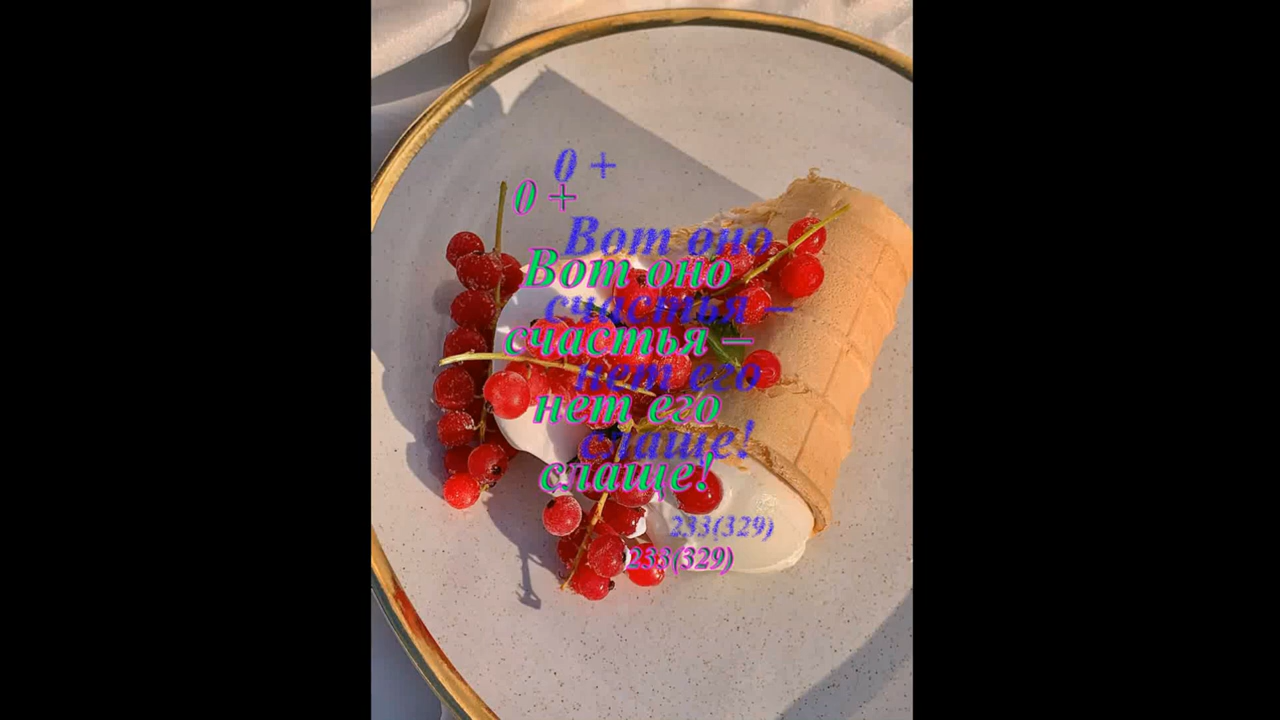 0 +
Вот оно
счастья –
нет его
слаще!
233(329)